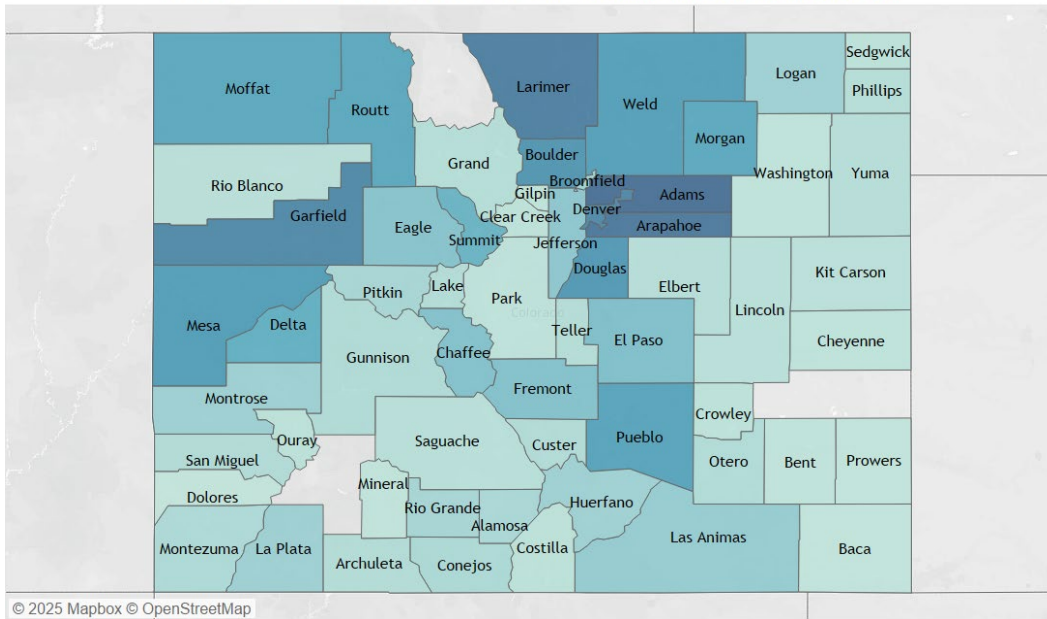 Sedgwick
Logan
Moffat
Larimer
Phillips
Weld
Routt
Morgan
Boulder
Grand
Washington
Yuma
Broomfield
Rio Blanco
Gilpin
Adams
Garfield
Denver
Clear Creek
Arapahoe
Eagle
Summit
Jefferson
Douglas
Kit Carson
Lake
Elbert
Pitkin
Park
Lincoln
Colorado
Mesa
Delta
Teller
El Paso
Cheyenne
Gunnison
Chaffee
Fremont
Montrose
Crowley
Pueblo
Ouray
Saguache
Custer
San Miguel
Otero
Bent
Prowers
Mineral
Dolores
Huerfano
Rio Grande
Alamosa
Las Animas
Montezuma
La Plata
Costilla
Baca
Archuleta
Conejos
© 2025 Mapbox © OpenStreetMap